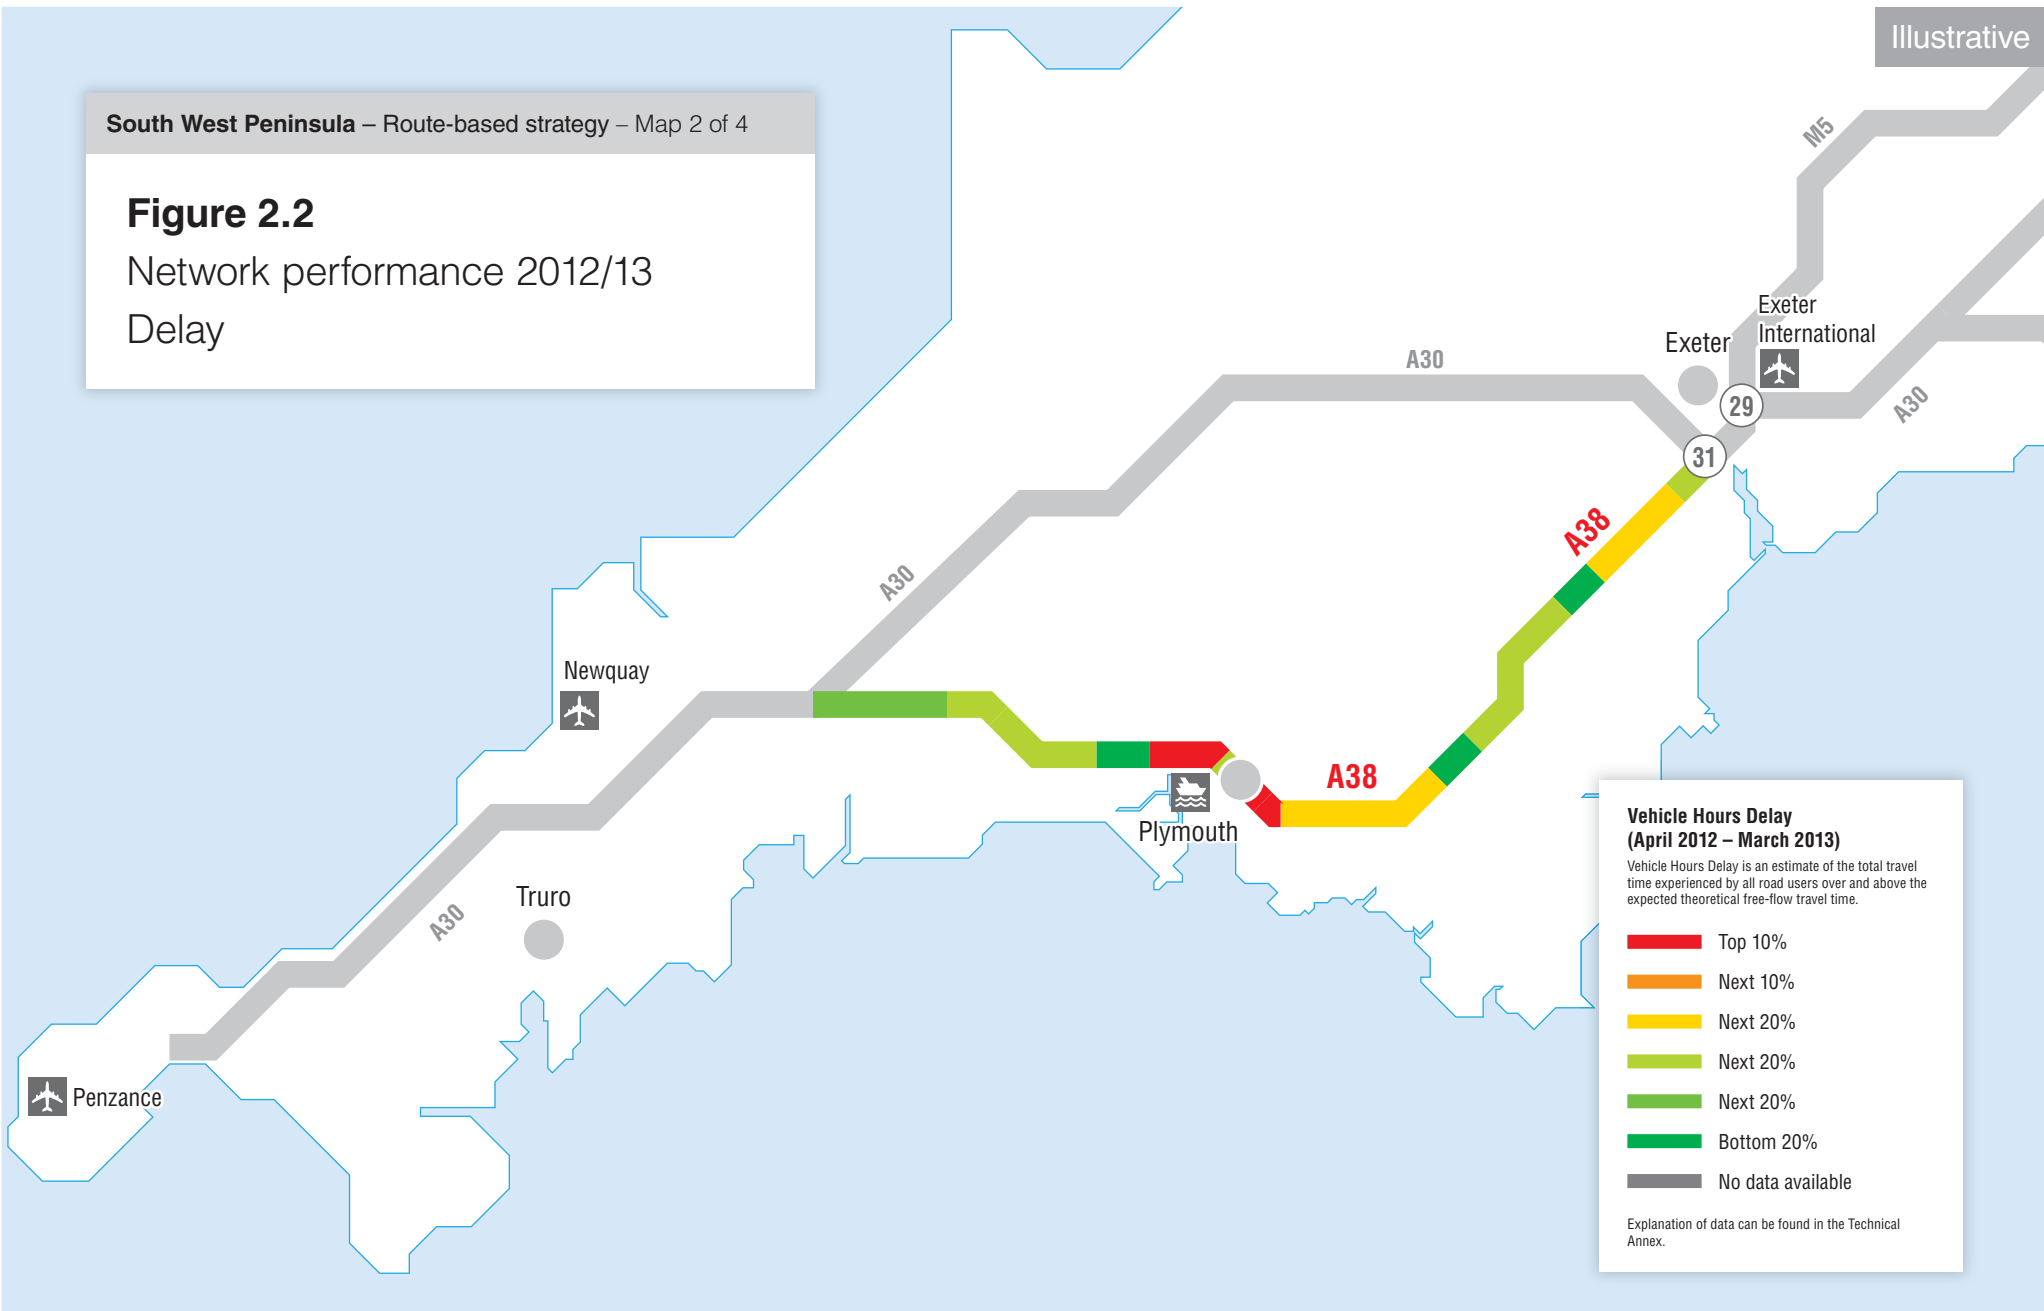 Illustrative
South West Peninsula – Route-based strategy – Map 2 of 4
Figure 2.2
Network performance 2012/13
Delay
M5
Exeter
International
Exeter
A30
29
A30
31
A38
A30
Newquay
A38
Plymouth
Truro
A30
Penzance
Vehicle Hours Delay
(April 2012 – March 2013)
Vehicle Hours Delay is an estimate of the total travel
time experienced by all road users over and above the
expected theoretical free-flow travel time.
Top 10%
Next 10%
Next 20%
Next 20%
Next 20%
Bottom 20%
No data available
Explanation of data can be found in the Technical
Annex.